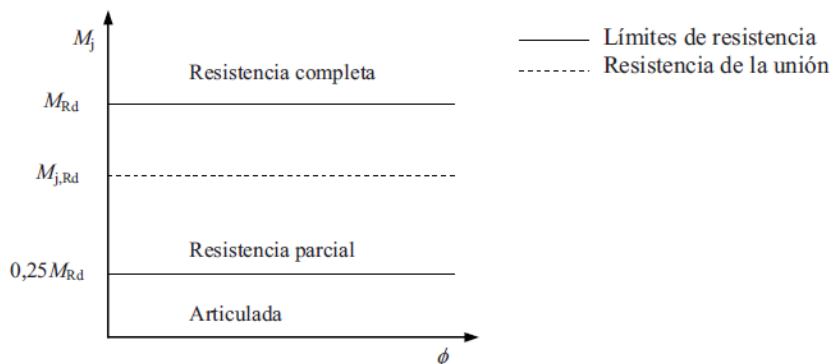 M_j
Límites de resistencia
Resistencia de la unión
Resistencia completa
M_Rd
M_j,Rd
Resistencia parcial
0,25M_Rd
Articulada
ϕ